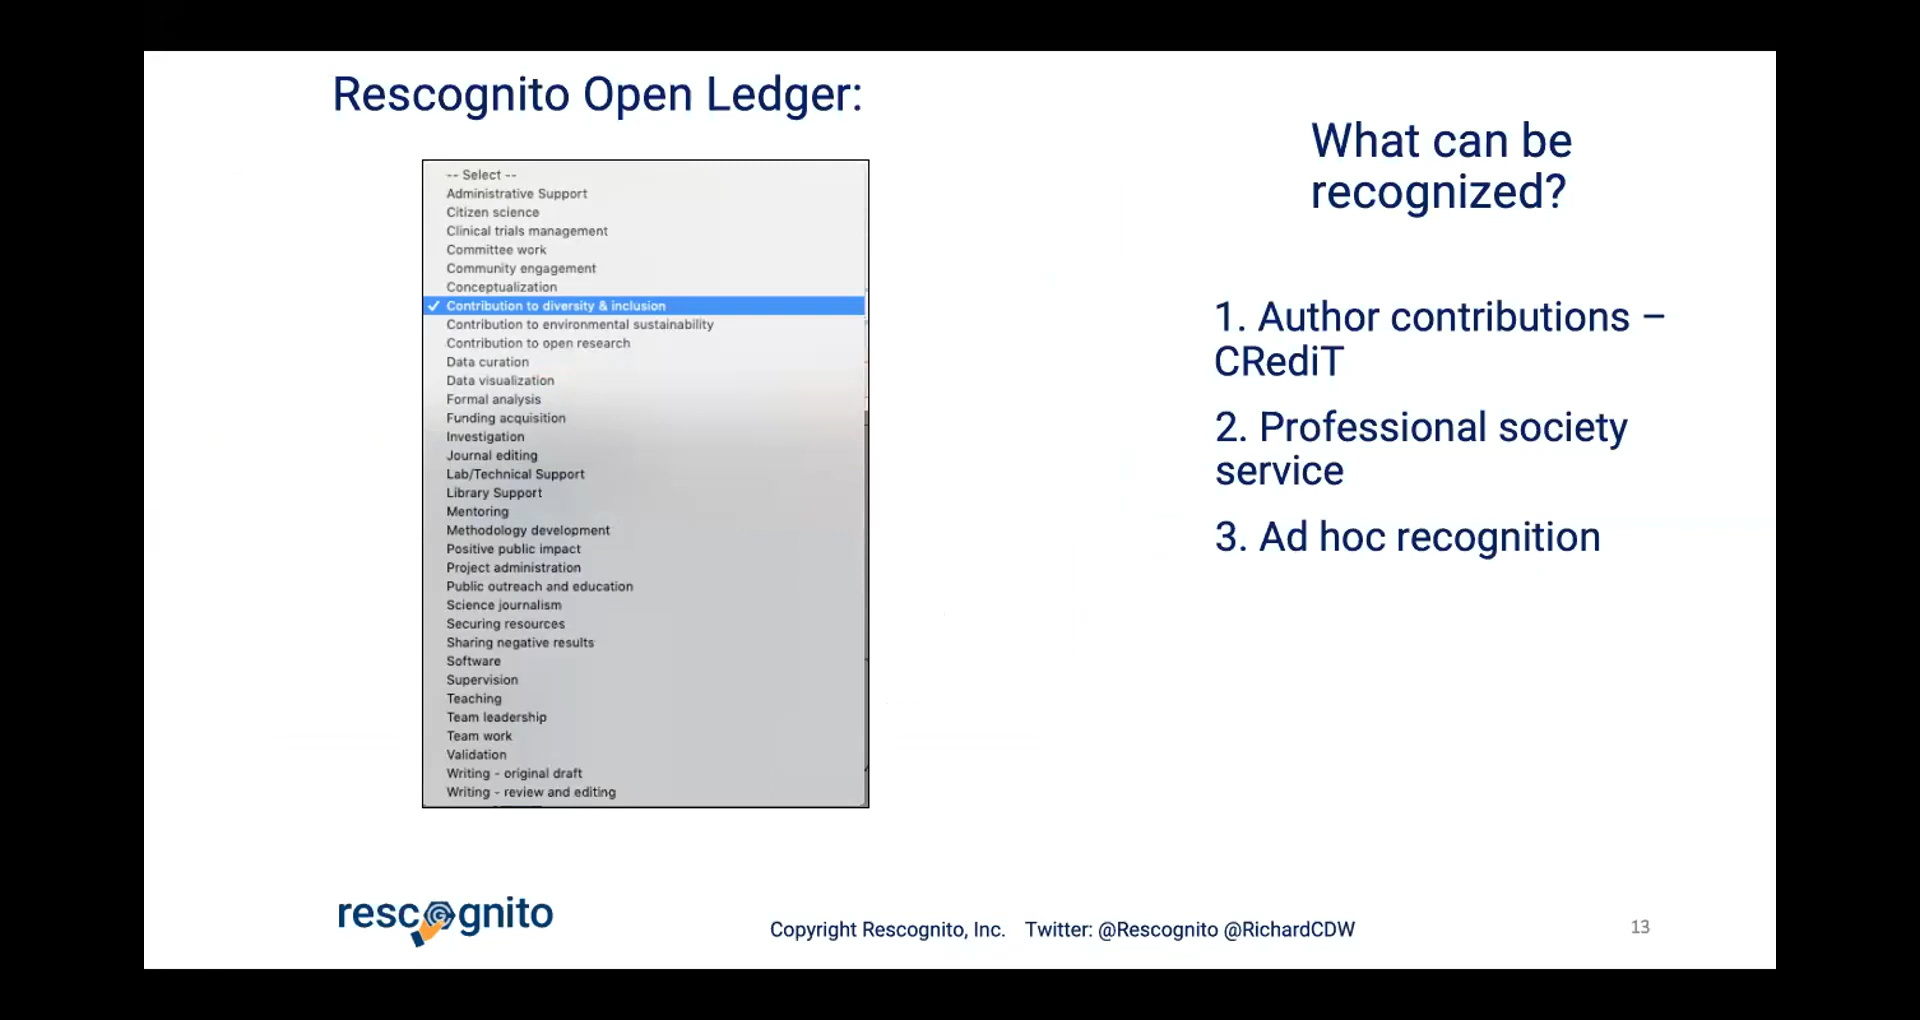 Rescognito Open Ledger:
-- Select --
Administrative Support
Citizen science
Clinical trials management
Committee work
Community engagement
Conceptualization
✓ Contribution to diversity & inclusion
Contribution to environmental sustainability
Contribution to open research
Data curation
Data visualization
Formal analysis
Funding acquisition
Investigation
Journal editing
Lab/Technical Support
Library Support
Mentoring
Methodology development
Positive public impact
Project administration
Public outreach and education
Science journalism
Securing resources
Sharing negative results
Software
Supervision
Teaching
Team leadership
Team work
Validation
Writing - original draft
Writing - review and editing
What can be
recognized?
1. Author contributions –
CRediT
2. Professional society
service
3. Ad hoc recognition
rescognito
Copyright Rescognito, Inc. Twitter: @Rescognito @RichardCDW
13